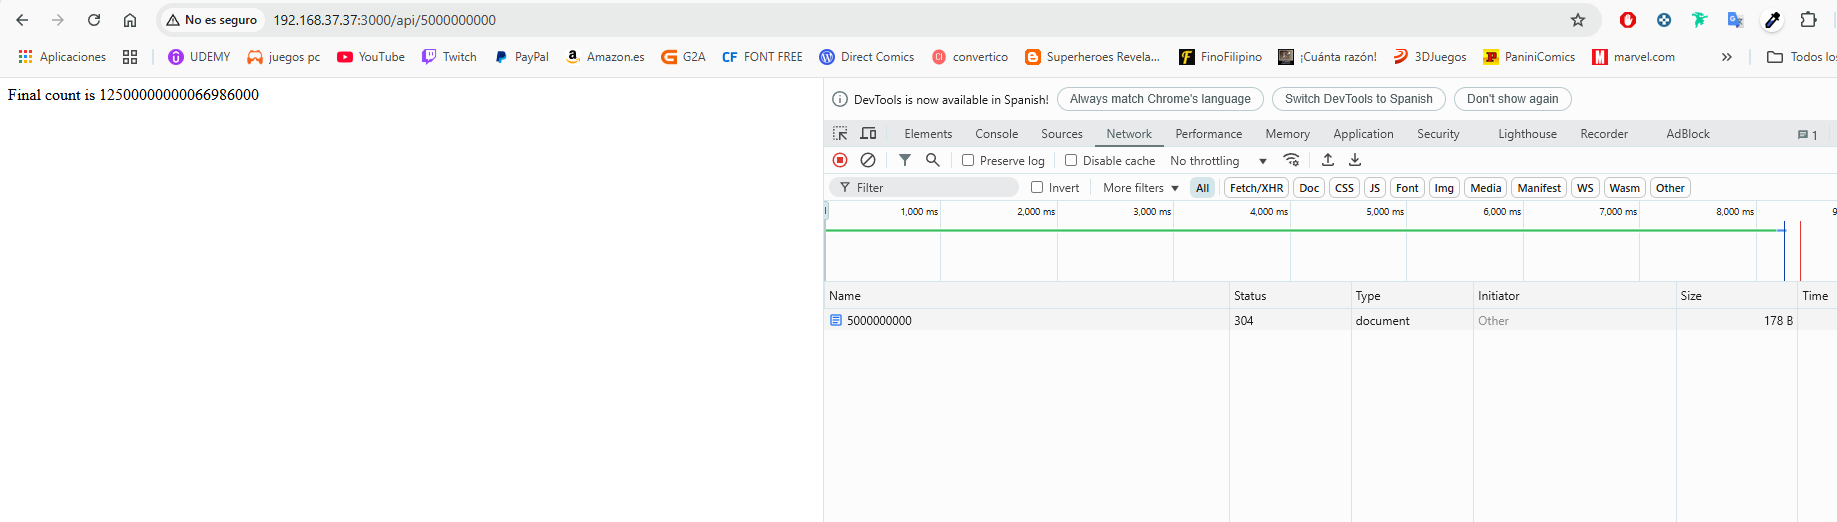 No es seguro 192.168.37.37:3000/api/5000000000
Aplicaciones UDEMY juegos pc YouTube Twitch PayPal Amazon.es G2A CF FONT FREE Direct Comics convertico Superheroes Revela... FinoFilipino ¡Cuánta razón! 3DJuegos PaniniComics marvel.com » Todos los
Final count is 12500000000066986000
DevTools is now available in Spanish! Always match Chrome's language Switch DevTools to Spanish Don't show again
Elements Console Sources Network Performance Memory Application Security Lighthouse Recorder AdBlock 1
Preserve log Disable cache No throttling
Filter Invert More filters All Fetch/XHR Doc CSS JS Font Img Media Manifest WS Wasm Other
1,000 ms 2,000 ms 3,000 ms 4,000 ms 5,000 ms 6,000 ms 7,000 ms 8,000 ms 9
Name Status Type Initiator Size Time
5000000000 304 document Other 178 B